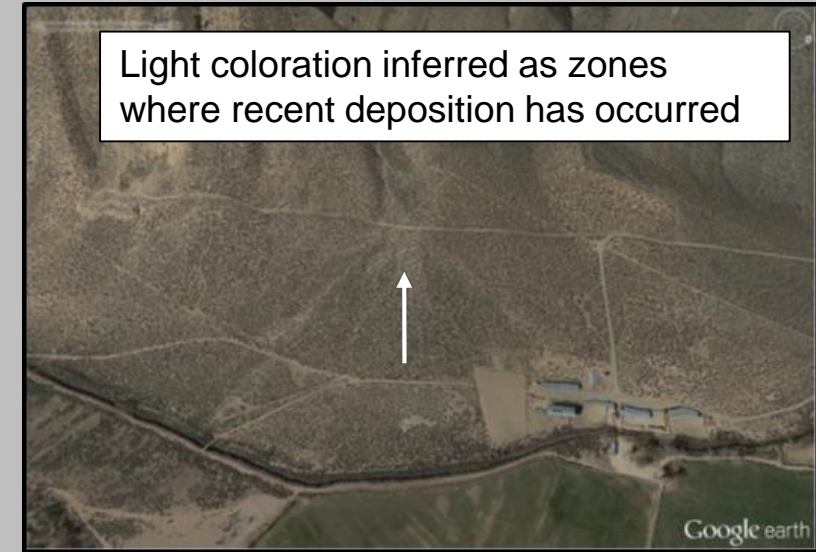 Light coloration inferred as zones
where recent deposition has occurred
Google earth